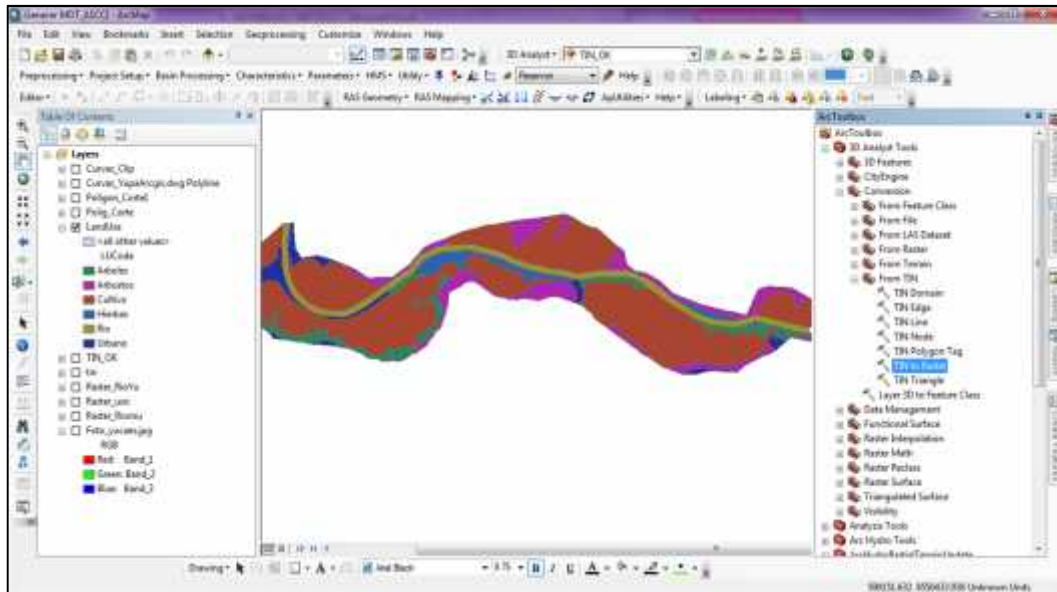 File Edit View Bookmarks Insert Selection Geoprocessing Customize Windows Help
3D Analyst TIN_OK
Preprocessing Project Setup Basin Processing Characteristics Parameters HMS Utility Reservoir Help
Editor RAS Geometry RAS Mapping ApUtilities Help Labeling
Table Of Contents
Layers
Curvas_Clip
Polig_Corte
LandUse
<all other values>
LUCode
Arboles
Arbustos
Cultivo
Hierbas
Rio
Urbano
TIN_OK
tin
RGB
Red: Band_1
Green: Band_2
Blue: Band_3
ArcToolbox
ArcToolbox
3D Analyst Tools
3D Features
CityEngine
Conversion
From Feature Class
From File
From LAS Dataset
From Raster
From Terrain
From TIN
TIN Domain
TIN Edge
TIN Line
TIN Node
TIN Polygon Tag
TIN to Raster
TIN Triangle
Layer 3D to Feature Class
Data Management
Functional Surface
Raster Interpolation
Raster Math
Raster Reclass
Raster Surface
Triangulated Surface
Visibility
Analysis Tools
Arc Hydro Tools
Drawing A Arial Black 3.75 B I U A
Unknown Units